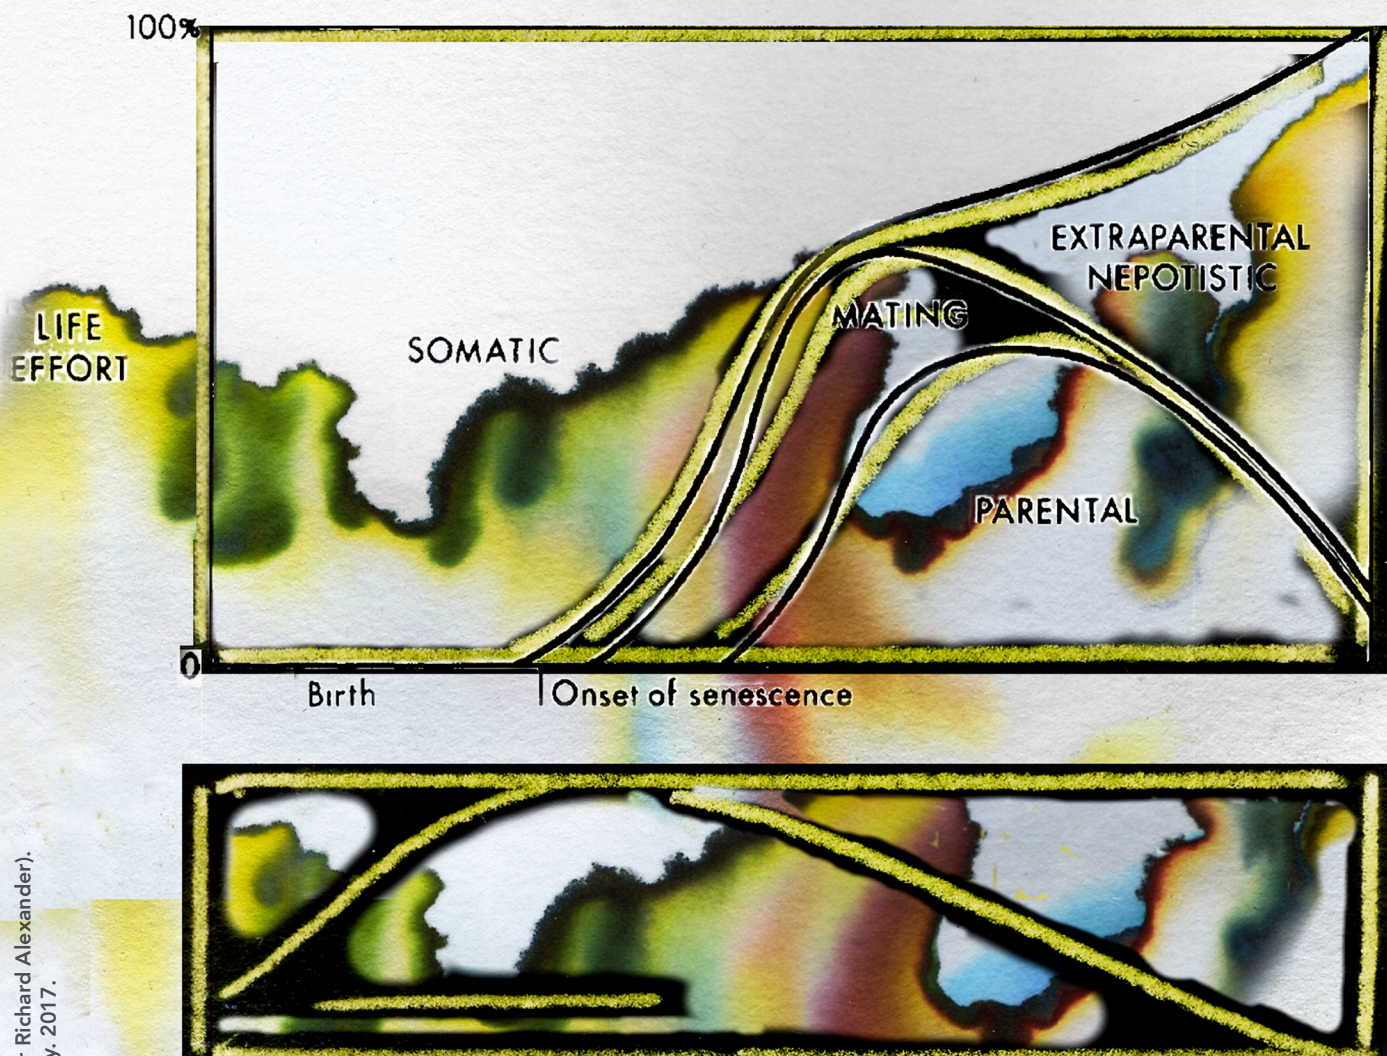 100%
LIFE
EFFORT
SOMATIC
MATING
EXTRAPARENTAL
NEPOTISTIC
PARENTAL
0
Birth
Onset of senescence
Richard Alexander).
2017.